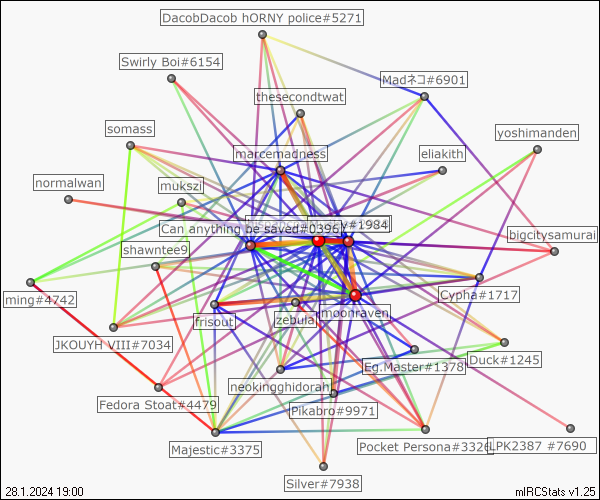 DacobDacob hORNY police#5271
Swirly Boi#6154
Madネコ#6901
thesecondtwat
somass
yoshimanden
marcemadness
eliakith
normalwan
mukszi
Can anything be saved#0396
#1984
bigcitysamurai
shawntee9
ming#4742
Cypha#1717
frisout
zebula
moonraven
JKOUYH VIII#7034
Duck#1245
Eg.Master#1378
neokingghidorah
Fedora Stoat#4479
Pikabro#9971
Majestic#3375
Pocket Persona#3326
LPK2387 #7690
Silver#7938
28.1.2024 19:00
mIRCStats v1.25